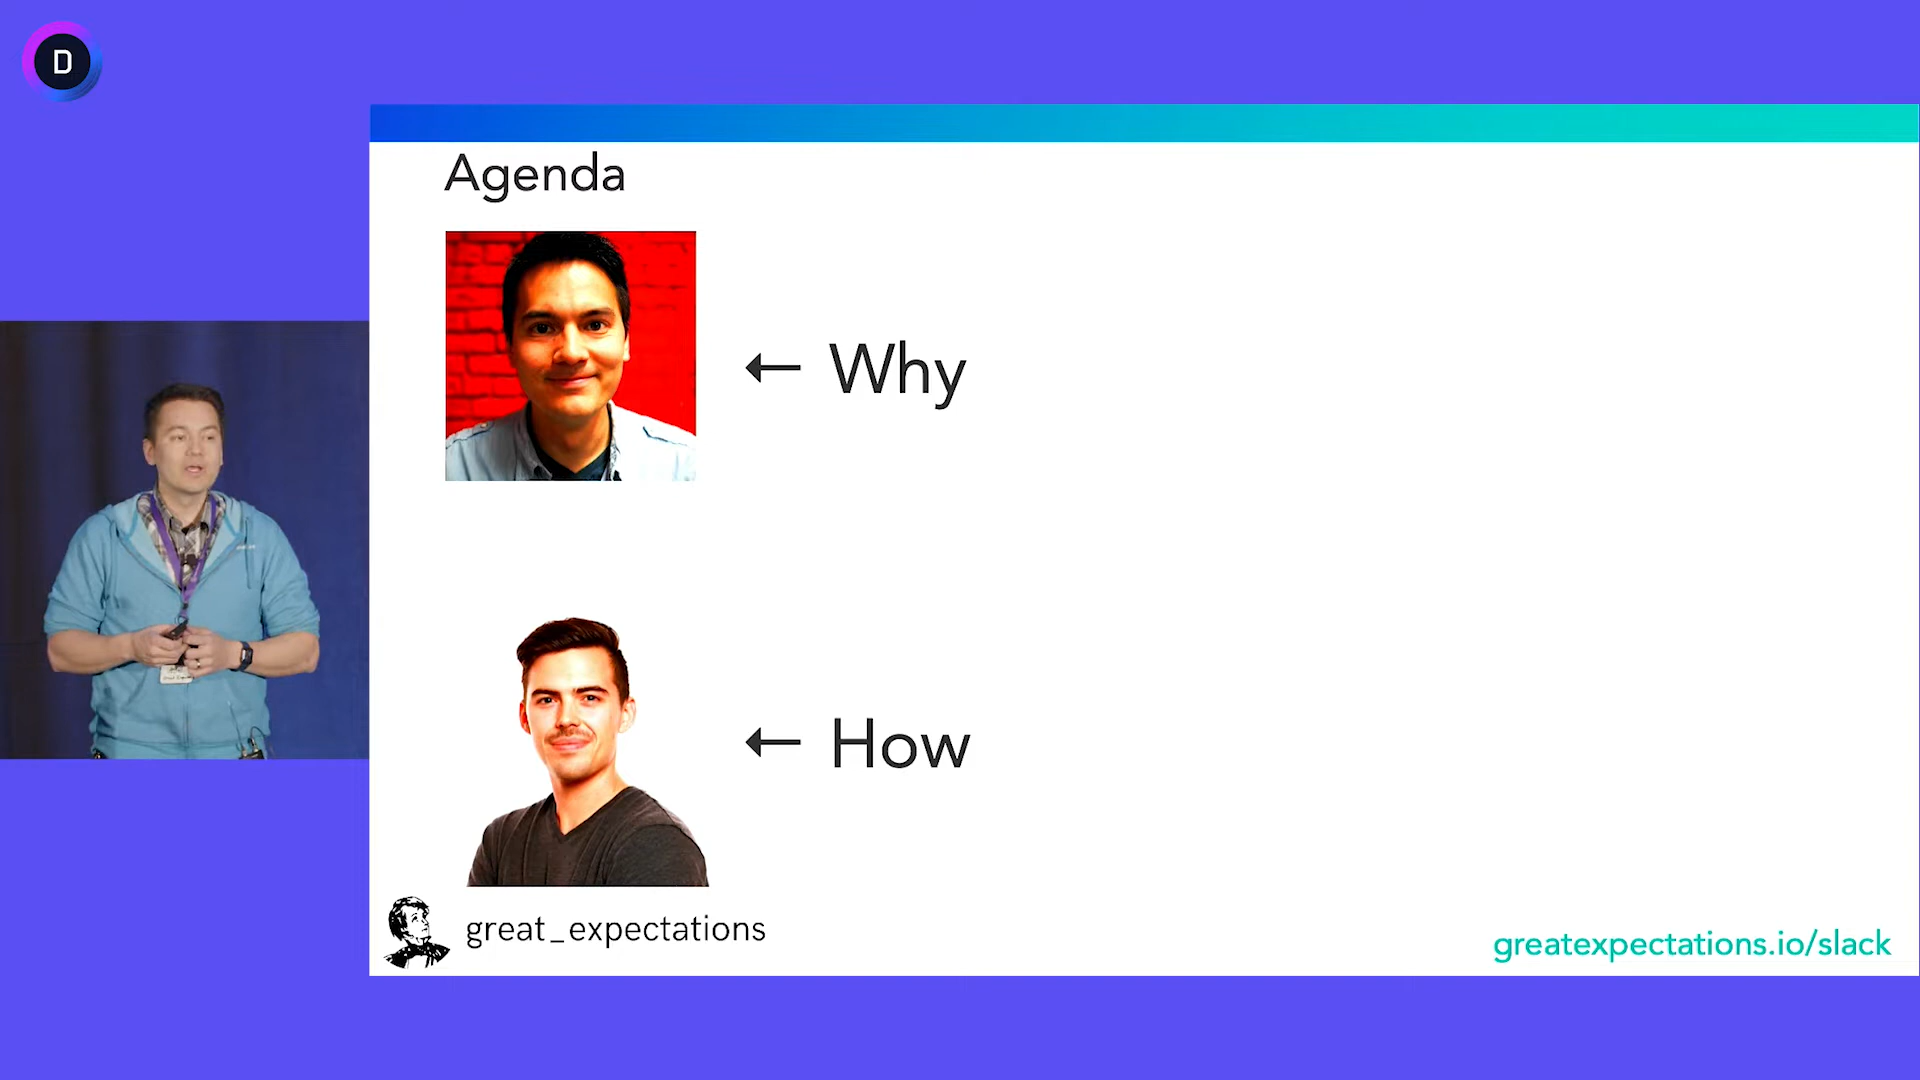 D
Agenda
← Why
← How
great_expectations
greatexpectations.io/slack